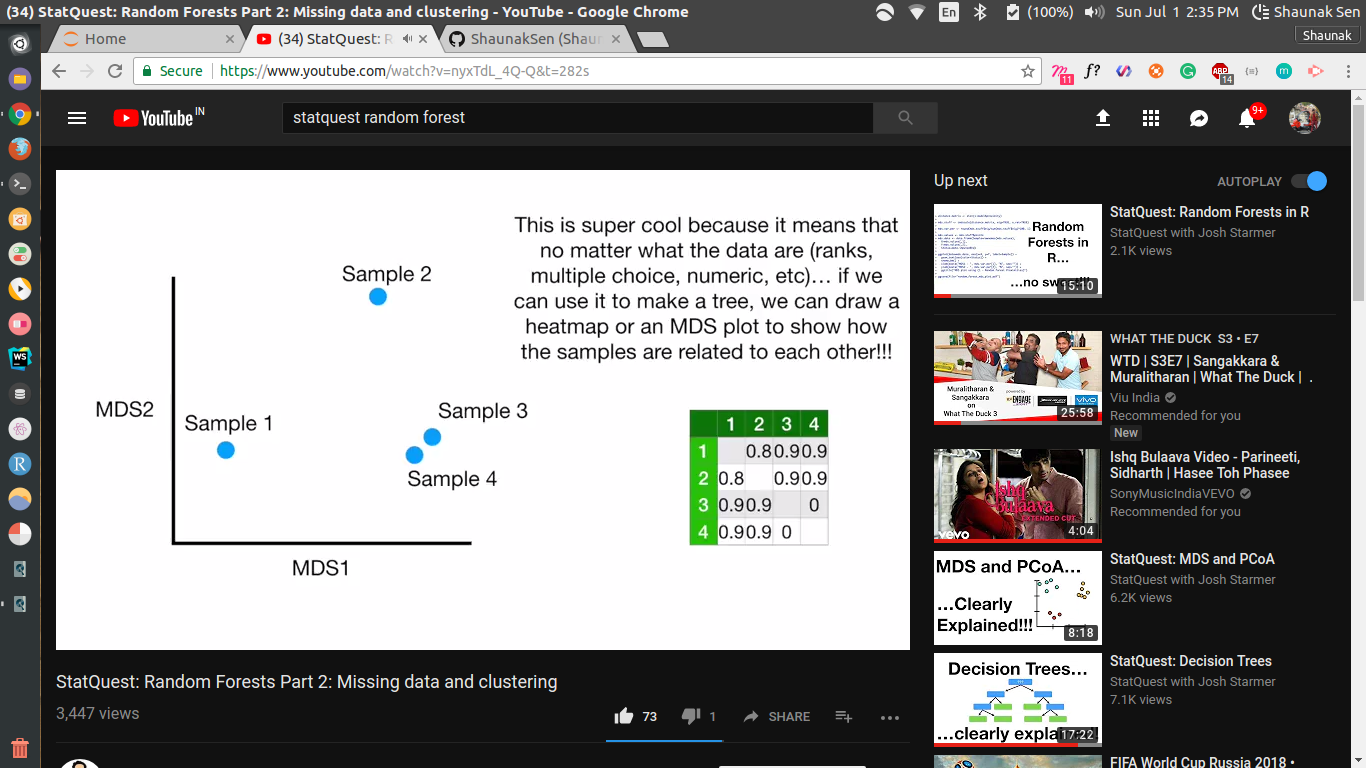 (34) StatQuest: Random Forests Part 2: Missing data and clustering - YouTube - Google Chrome
En (100%) Sun Jul 1 2:35 PM Shaunak Sen
Home
(34) StatQuest: R
ShaunakSen (Shaun
Shaunak
Secure https://www.youtube.com/watch?v=nyxTdL_4Q-Q&t=282s
11
f?
ABP
14
m
YouTube IN
statquest random forest
9+
This is super cool because it means that
no matter what the data are (ranks,
multiple choice, numeric, etc)… if we
can use it to make a tree, we can draw a
heatmap or an MDS plot to show how
the samples are related to each other!!!
Sample 2
MDS2
Sample 1
Sample 3
Sample 4
MDS1
1 2 3 4
1 0.8 0.9 0.9
2 0.8 0.9 0.9
3 0.9 0.9 0
4 0.9 0.9 0
StatQuest: Random Forests Part 2: Missing data and clustering
3,447 views
73
1
SHARE
Up next
AUTOPLAY
Random
Forests in
R…
…no sw
15:10
StatQuest: Random Forests in R
StatQuest with Josh Starmer
2.1K views
Muralitharan &
Sangakkara
on
What The Duck 3
ENGAGE
vivo
25:58
WHAT THE DUCK S3 • E7
WTD | S3E7 | Sangakkara &
Muralitharan | What The Duck | .
Viu India
Recommended for you
New
Ishq
Bulaava
EXTENDED CUT
vevo
4:04
Ishq Bulaava Video - Parineeti,
Sidharth | Hasee Toh Phasee
SonyMusicIndiaVEVO
Recommended for you
MDS and PCoA…
…Clearly
Explained!!!
8:18
StatQuest: MDS and PCoA
StatQuest with Josh Starmer
6.2K views
Decision Trees…
…clearly expla
17:22
StatQuest: Decision Trees
StatQuest with Josh Starmer
7.1K views
FIFA World Cup Russia 2018 •
WS
R